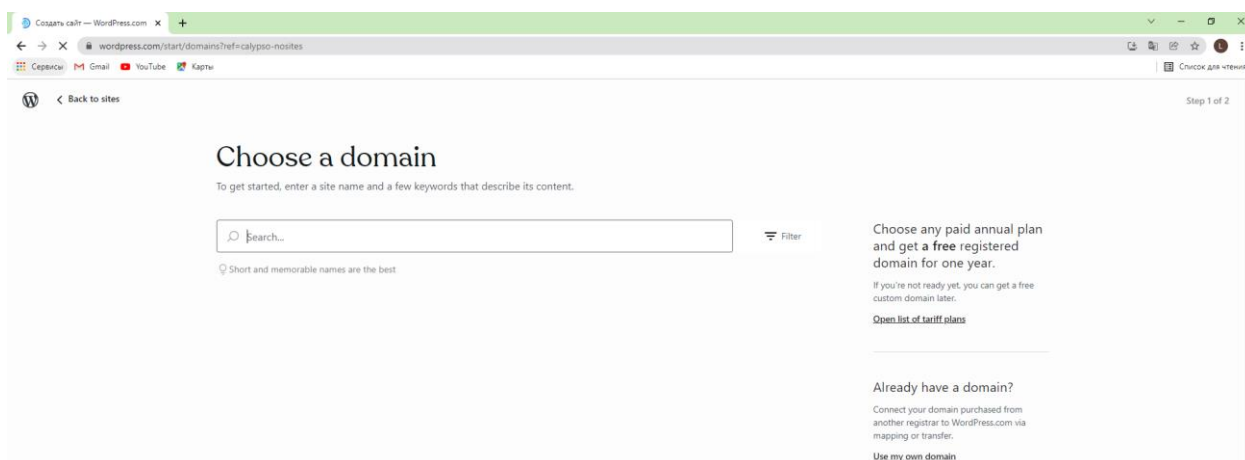 Создать сайт — WordPress.com
wordpress.com/start/domains?ref=calypso-nosites
L
Сервисы Gmail YouTube Карты
Список для чтения
Back to sites
Step 1 of 2
Choose a domain
To get started, enter a site name and a few keywords that describe its content.
Search...
Filter
Short and memorable names are the best
Choose any paid annual plan
and get a free registered
domain for one year.
If you're not ready yet, you can get a free
custom domain later.
Open list of tariff plans
Already have a domain?
Connect your domain purchased from
another registrar to WordPress.com via
mapping or transfer.
Use my own domain